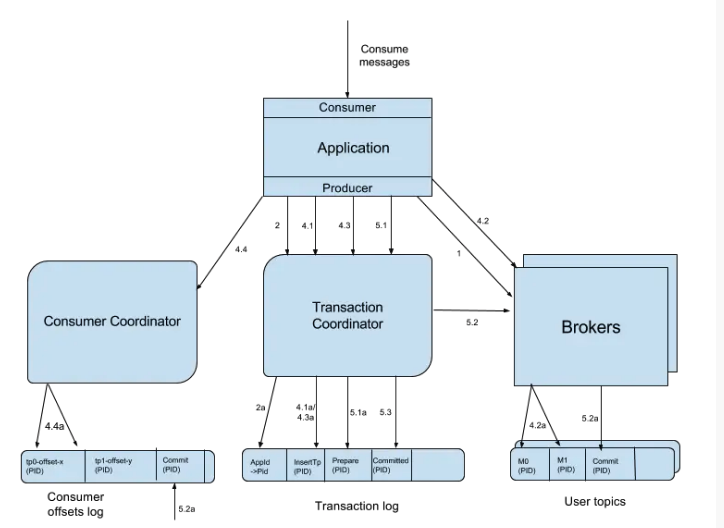 Consume
messages
Consumer
Application
Producer
4.4
2
4.1
4.3
5.1
4.2
1
Consumer Coordinator
Transaction
Coordinator
5.2
Brokers
4.4a
2a
4.1a/
4.3a
5.1a
5.3
4.2a
5.2a
tp0-offset-x
(PID)
tp1-offset-y
(PID)
Commit
(PID)
AppId
->Pid
InsertTp
(PID)
Prepare
(PID)
Committed
(PID)
M0
(PID)
M1
(PID)
Commit
(PID)
Consumer
offsets log
5.2a
Transaction log
User topics